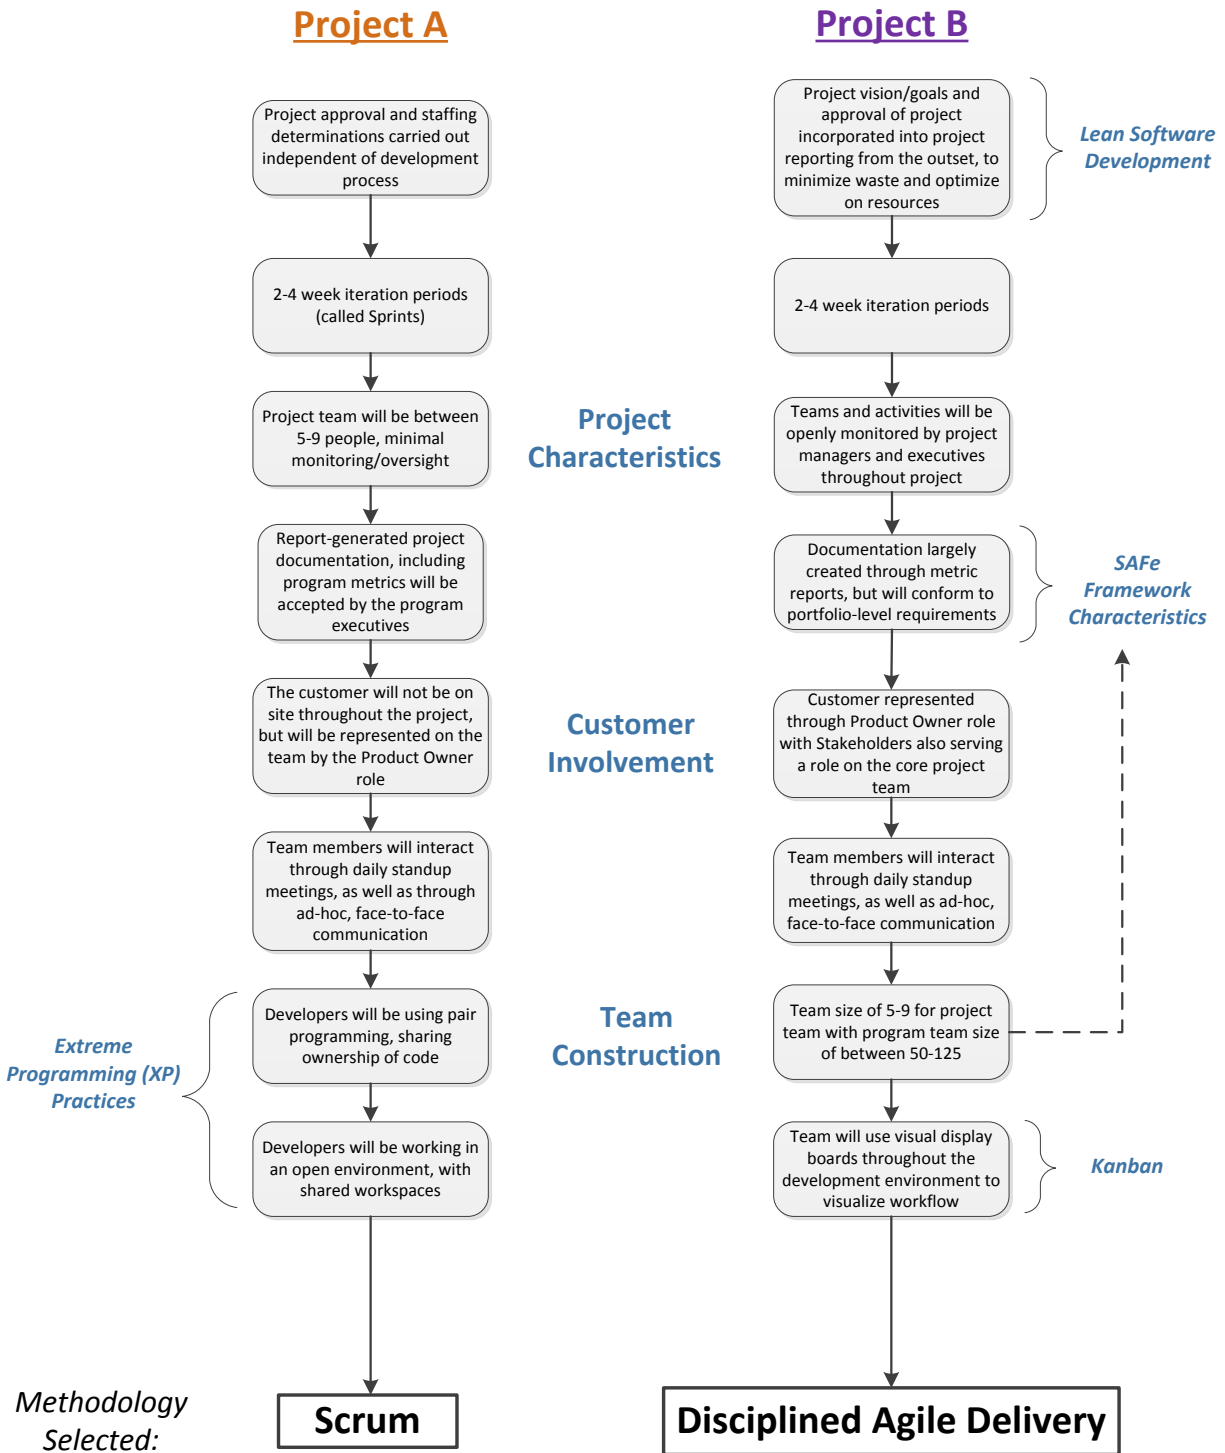 Project A
Project approval and staffing
determinations carried out
independent of development
process
2-4 week iteration periods
(called Sprints)
Project team will be between
5-9 people, minimal
monitoring/oversight
Report-generated project
documentation, including
program metrics will be
accepted by the program
executives
The customer will not be on
site throughout the project,
but will be represented on the
team by the Product Owner
role
Team members will interact
through daily standup
meetings, as well as through
ad-hoc, face-to-face
communication
Developers will be using pair
programming, sharing
ownership of code
Developers will be working in
an open environment, with
shared workspaces
Extreme
Programming (XP)
Practices
Project
Characteristics
Customer
Involvement
Team
Construction
Project B
Project vision/goals and
approval of project
incorporated into project
reporting from the outset, to
minimize waste and optimize
on resources
Lean Software
Development
2-4 week iteration periods
Teams and activities will be
openly monitored by project
managers and executives
throughout project
Documentation largely
created through metric
reports, but will conform to
portfolio-level requirements
SAFe
Framework
Characteristics
Customer represented
through Product Owner role
with Stakeholders also serving
a role on the core project
team
Team members will interact
through daily standup
meetings, as well as ad-hoc,
face-to-face communication
Team size of 5-9 for project
team with program team size
of between 50-125
Team will use visual display
boards throughout the
development environment to
visualize workflow
Kanban
Methodology
Selected:
Scrum
Disciplined Agile Delivery